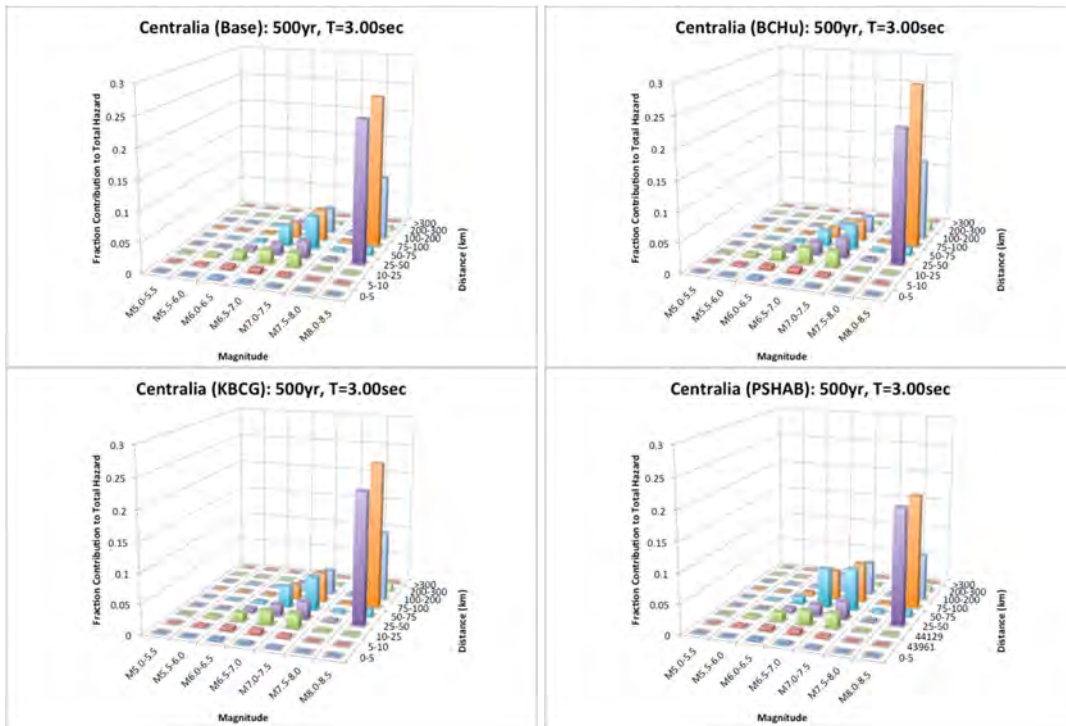 Centralia (Base): 500yr, T=3.00sec
Fraction Contribution to Total Hazard
0.3
0.25
0.2
0.15
0.1
0.05
0
M5.0-5.5
M5.5-6.0
M6.0-6.5
M6.5-7.0
M7.0-7.5
M7.5-8.0
M8.0-8.5
Magnitude
>300
200-300
100-200
75-100
50-75
25-50
10-25
5-10
0-5
Distance (km)
Centralia (BCHu): 500yr, T=3.00sec
Fraction Contribution to Total Hazard
0.3
0.25
0.2
0.15
0.1
0.05
0
M5.0-5.5
M5.5-6.0
M6.0-6.5
M6.5-7.0
M7.0-7.5
M7.5-8.0
M8.0-8.5
Magnitude
>300
200-300
100-200
75-100
50-75
25-50
10-25
5-10
0-5
Distance (km)
Centralia (KBCG): 500yr, T=3.00sec
Fraction Contribution to Total Hazard
0.3
0.25
0.2
0.15
0.1
0.05
0
M5.0-5.5
M5.5-6.0
M6.0-6.5
M6.5-7.0
M7.0-7.5
M7.5-8.0
M8.0-8.5
Magnitude
>300
200-300
100-200
75-100
50-75
25-50
10-25
5-10
0-5
Distance (km)
Centralia (PSHAB): 500yr, T=3.00sec
Fraction Contribution to Total Hazard
0.3
0.25
0.2
0.15
0.1
0.05
0
M5.0-5.5
M5.5-6.0
M6.0-6.5
M6.5-7.0
M7.0-7.5
M7.5-8.0
M8.0-8.5
Magnitude
>300
200-300
100-200
75-100
50-75
25-50
44129
43961
0-5
Distance (km)